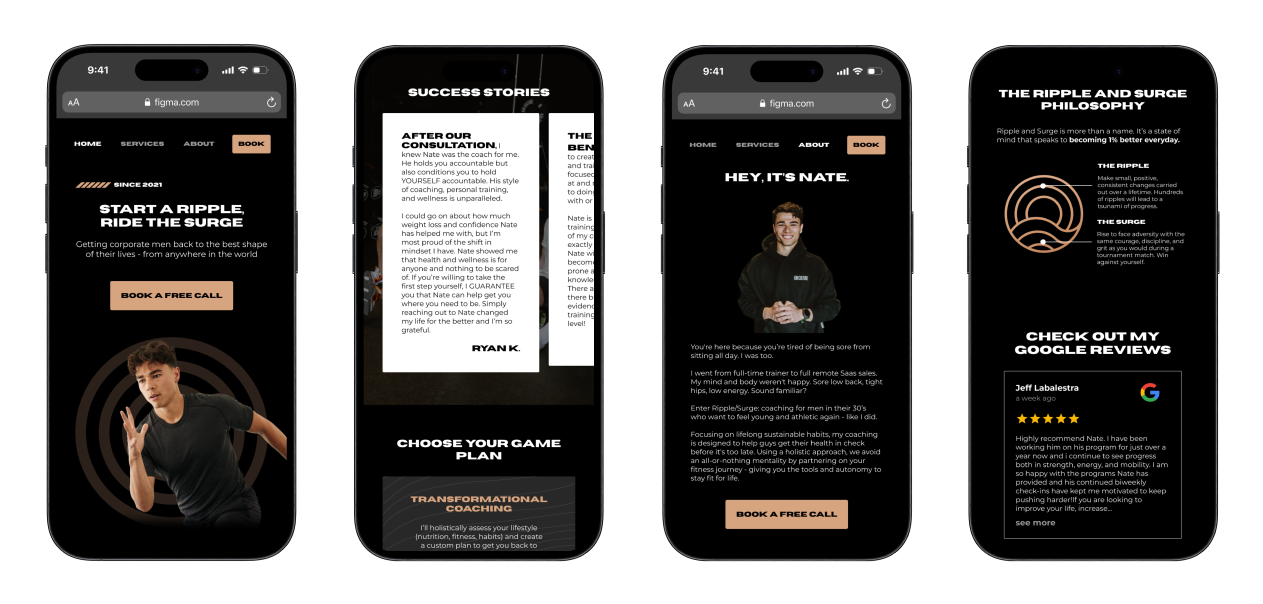 9:41
AA
figma.com
HOME SERVICES ABOUT BOOK
SINCE 2021
START A RIPPLE,
RIDE THE SURGE
Getting corporate men back to the best shape
of their lives - from anywhere in the world
BOOK A FREE CALL
SUCCESS STORIES
AFTER OUR
CONSULTATION, I
knew Nate was the coach for me.
He holds you accountable but
also conditions you to hold
YOURSELF accountable. His style
of coaching, personal training,
and wellness is unparalleled.
I could go on about how much
weight loss and confidence Nate
has helped me with, but I'm
most proud of the shift in
mindset I have. Nate showed me
that health and wellness is for
anyone and nothing to be scared
of. If you're willing to take the
first step yourself, I GUARANTEE
you that Nate can help get you
where you need to be. Simply
reaching out to Nate changed
my life for the better and I'm so
grateful.
RYAN K.
THE
BEN
to creat
and trai
focused
at and r
to doing
with or
Nate is
training
of my c
exactly
Nate wi
become
prone a
knowle
There a
there b
evidenc
training
level!
CHOOSE YOUR GAME
PLAN
TRANSFORMATIONAL
COACHING
I'll holistically assess your lifestyle
(nutrition, fitness, habits) and create
a custom plan to get you back to
9:41
AA
figma.com
HOME SERVICES ABOUT BOOK
HEY, IT'S NATE.
You're here because you're tired of being sore from
sitting all day. I was too.
I went from full-time trainer to full remote Saas sales.
My mind and body weren't happy. Sore low back, tight
hips, low energy. Sound familiar?
Enter Ripple/Surge: coaching for men in their 30's
who want to feel young and athletic again - like I did.
Focusing on lifelong sustainable habits, my coaching
is designed to help guys get their health in check
before it's too late. Using a holistic approach, we avoid
an all-or-nothing mentality by partnering on your
fitness journey - giving you the tools and autonomy to
stay fit for life.
BOOK A FREE CALL
THE RIPPLE AND SURGE
PHILOSOPHY
Ripple and Surge is more than a name. It's a state of
mind that speaks to becoming 1% better everyday.
THE RIPPLE
Make small, positive,
consistent changes carried
out over a lifetime. Hundreds
of ripples will lead to a
tsunami of progress.
THE SURGE
Rise to face adversity with the
same courage, discipline, and
grit as you would during a
tournament match. Win
against yourself.
CHECK OUT MY
GOOGLE REVIEWS
Jeff Labalestra
a week ago
Highly recommend Nate. I have been
working him on his program for just over a
year now and i continue to see progress
both in strength, energy, and mobility. I am
so happy with the programs Nate has
provided and his continued biweekly
check-ins have kept me motivated to keep
pushing harder!If you are looking to
improve your life, increase...
see more